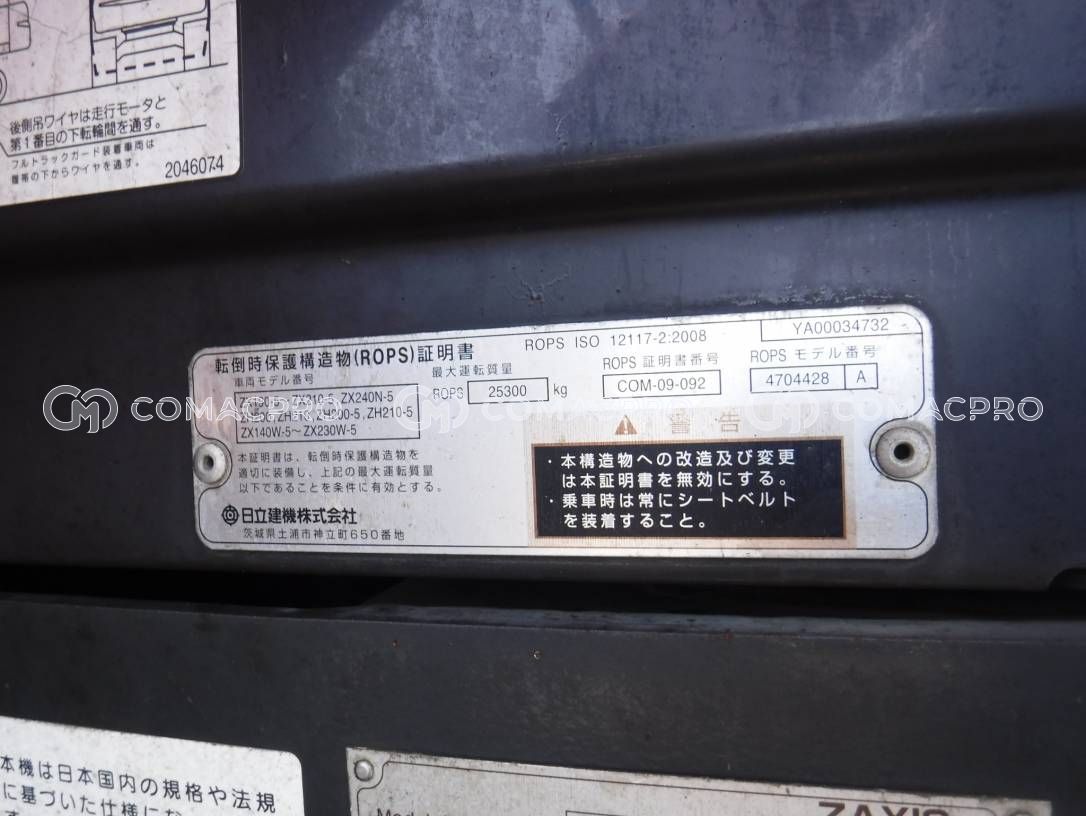 後側吊ワイヤは走行モータと
第1番目の下転輪間を通す。
フルトラックガード装着車両は
履帯の下からワイヤを通す。
2046074
転倒時保護構造物(ROPS)証明書
ROPS ISO 12117-2:2008
YA00034732
車両モデル番号
ZX210-5, ZX240N-5
ZH200-5, ZH210-5
ZX140W-5〜ZX230W-5
最大運転質量
ROPS 25300 kg
ROPS 証明書番号
COM-09-092
ROPS モデル番号
4704428 A
本証明書は、転倒時保護構造物を
適切に装備し、上記の最大運転質量
以下であることを条件に有効とする。
日立建機株式会社
茨城県土浦市神立町650番地
警告
・本構造物への改造及び変更
は本証明書を無効にする。
・乗車時は常にシートベルト
を装着すること。
COMACPRO COMACPRO COMACPRO
本機は日本国内の規格や法規
に基づいた仕様にな
ZAXIS